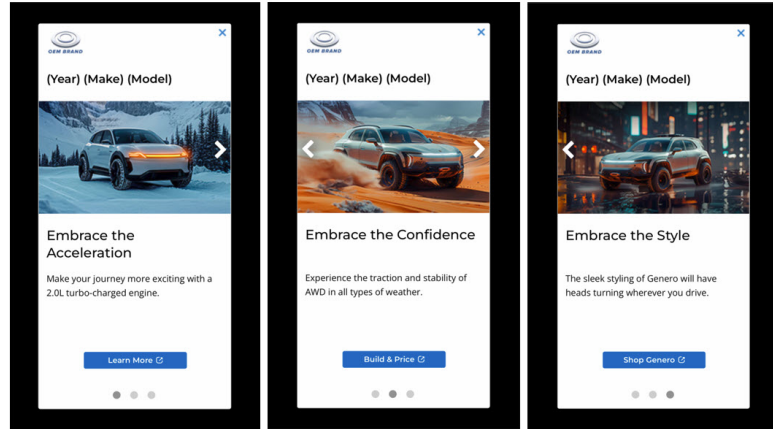 OEM BRAND
(Year) (Make) (Model)
Embrace the
Acceleration
Make your journey more exciting with a
2.0L turbo-charged engine.
Learn More
OEM BRAND
(Year) (Make) (Model)
Embrace the Confidence
Experience the traction and stability of
AWD in all types of weather.
Build & Price
OEM BRAND
(Year) (Make) (Model)
Embrace the Style
The sleek styling of Genero will have
heads turning wherever you drive.
Shop Genero